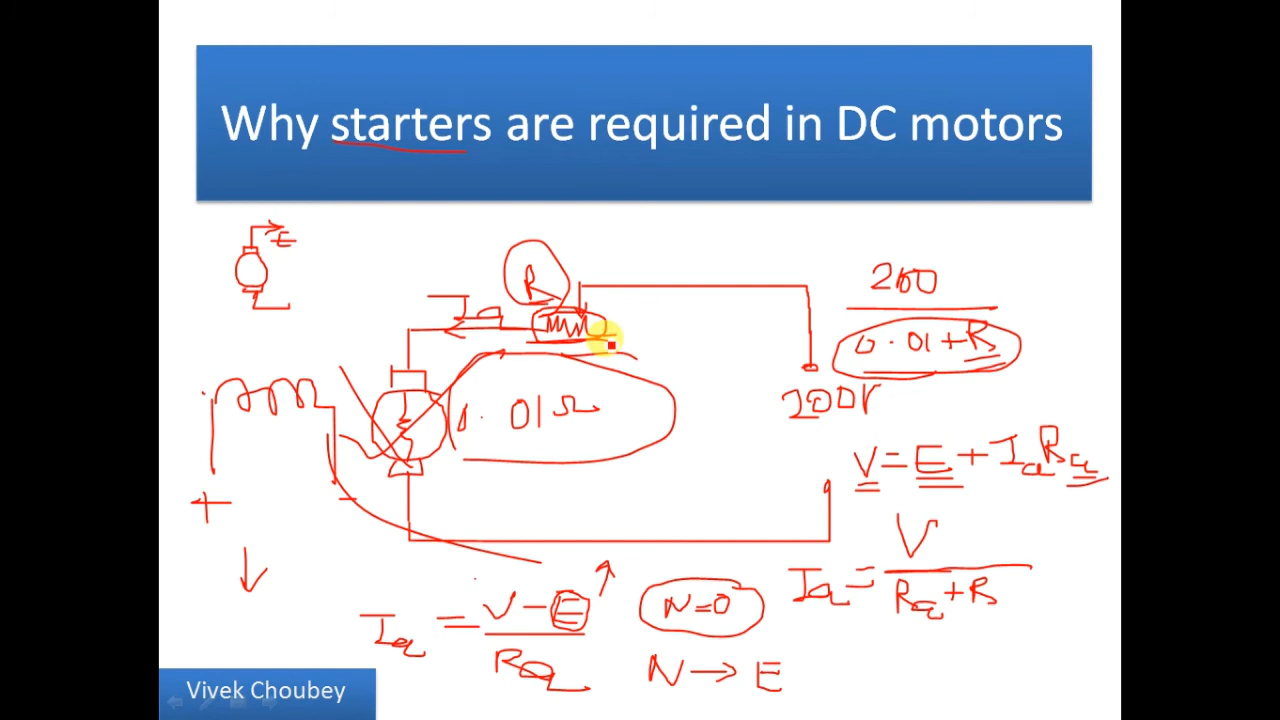 Why starters are required in DC motors
E
R
Ia
200
0.01 + R
0.01 Ω
200V
V = E + IaRa
+
-
Ia = V / Ra + R
Ia = V - E / Ra
N = 0
N → E
Vivek Choubey